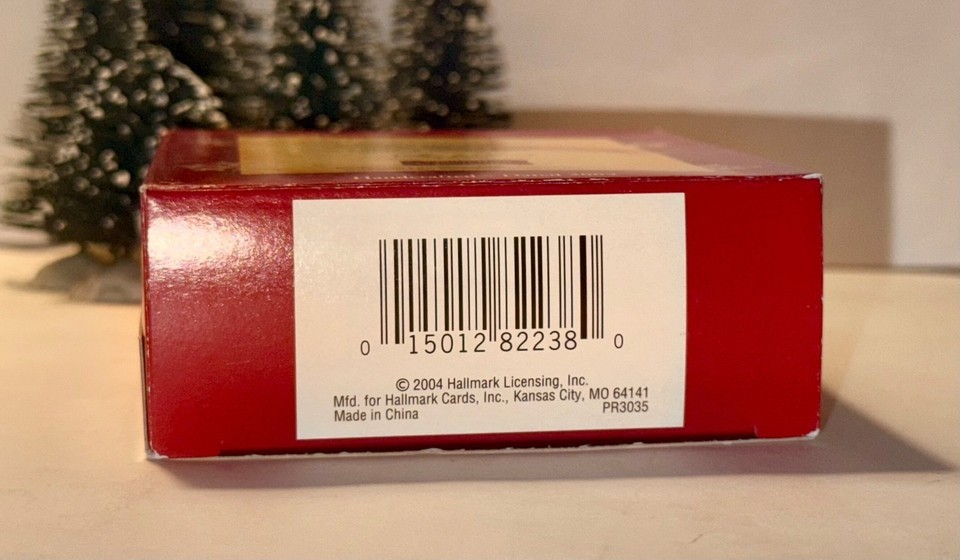 0 15012 82238 0
© 2004 Hallmark Licensing, Inc.
Mfd. for Hallmark Cards, Inc., Kansas City, MO 64141
Made in China PR3035